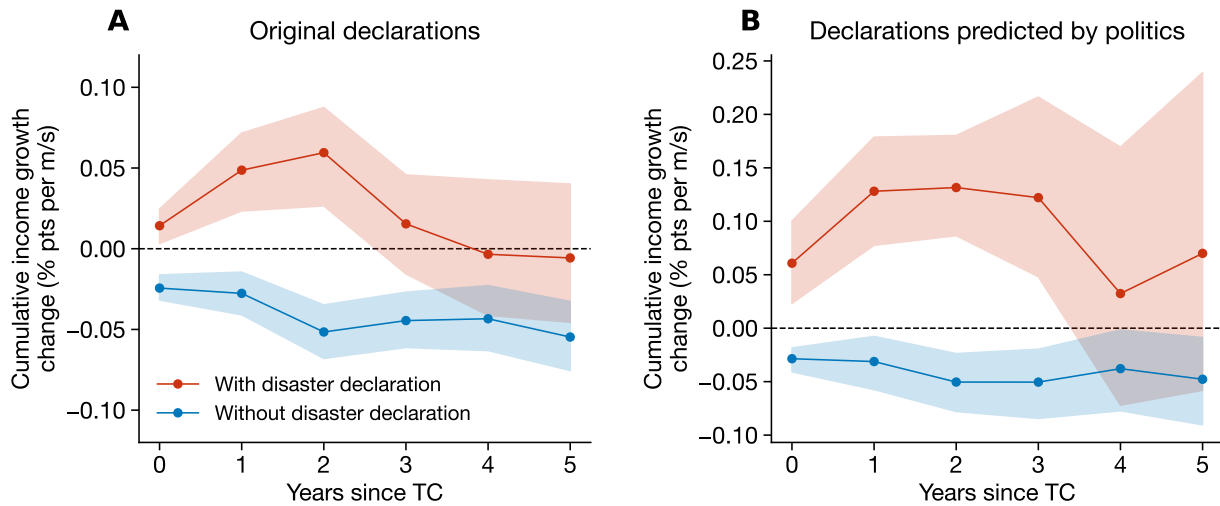 A
Original declarations
Cumulative income growth
change (% pts per m/s)
0.10
0.05
0.00
−0.05
−0.10
With disaster declaration
Without disaster declaration
0 1 2 3 4 5
Years since TC
B
Declarations predicted by politics
Cumulative income growth
change (% pts per m/s)
0.25
0.20
0.15
0.10
0.05
0.00
−0.05
−0.10
0 1 2 3 4 5
Years since TC